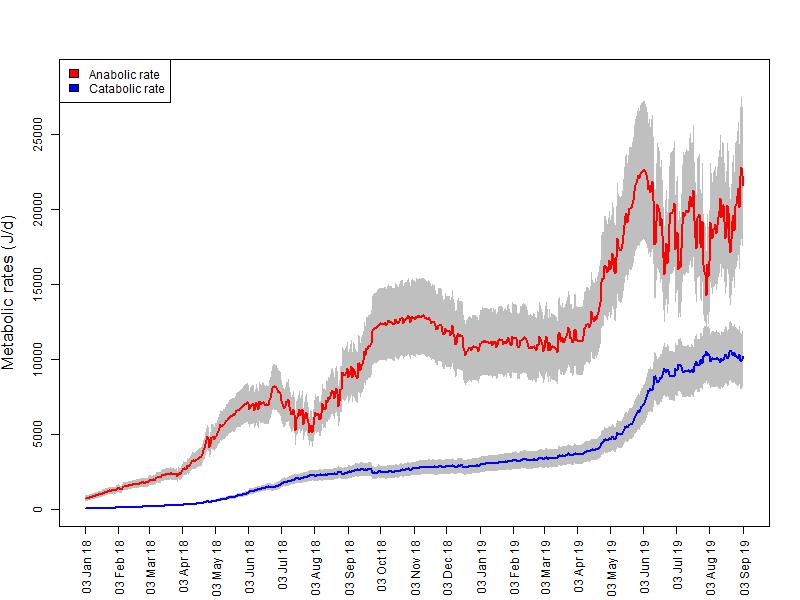 Anabolic rate
Catabolic rate
Metabolic rates (J/d)
25000
20000
15000
10000
5000
0
03 Jan 18
03 Feb 18
03 Mar 18
03 Apr 18
03 May 18
03 Jun 18
03 Jul 18
03 Aug 18
03 Sep 18
03 Oct 18
03 Nov 18
03 Dec 18
03 Jan 19
03 Feb 19
03 Mar 19
03 Apr 19
03 May 19
03 Jun 19
03 Jul 19
03 Aug 19
03 Sep 19